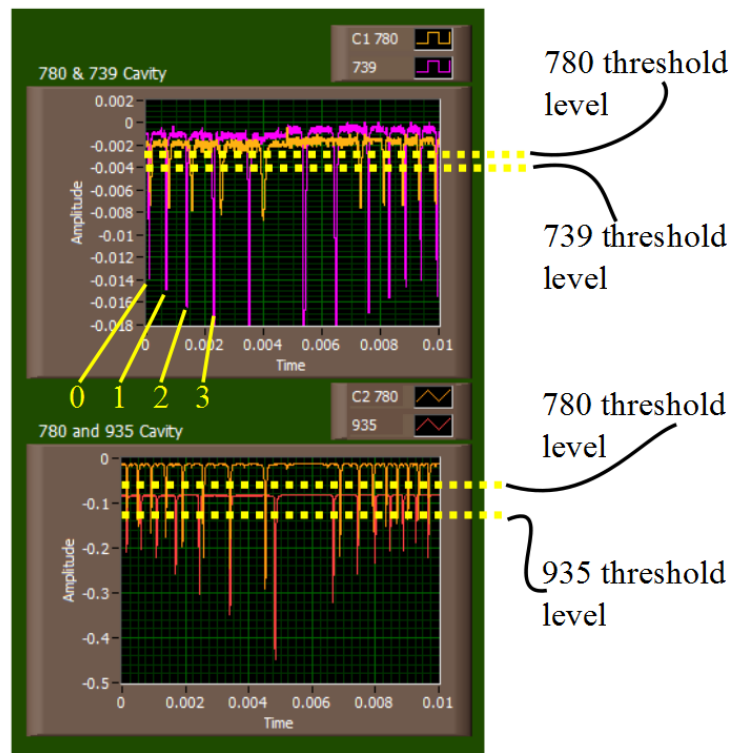 C1 780
739
780 & 739 Cavity
0.002
0
-0.002
-0.004
-0.006
-0.008
-0.01
-0.012
-0.014
-0.016
-0.018
Amplitude
0 0.002 0.004 0.006 0.008 0.01
Time
0 1 2 3
780 threshold
level
739 threshold
level
C2 780
935
780 and 935 Cavity
0
-0.1
-0.2
-0.3
-0.4
-0.5
Amplitude
0 0.002 0.004 0.006 0.008 0.01
Time
780 threshold
level
935 threshold
level